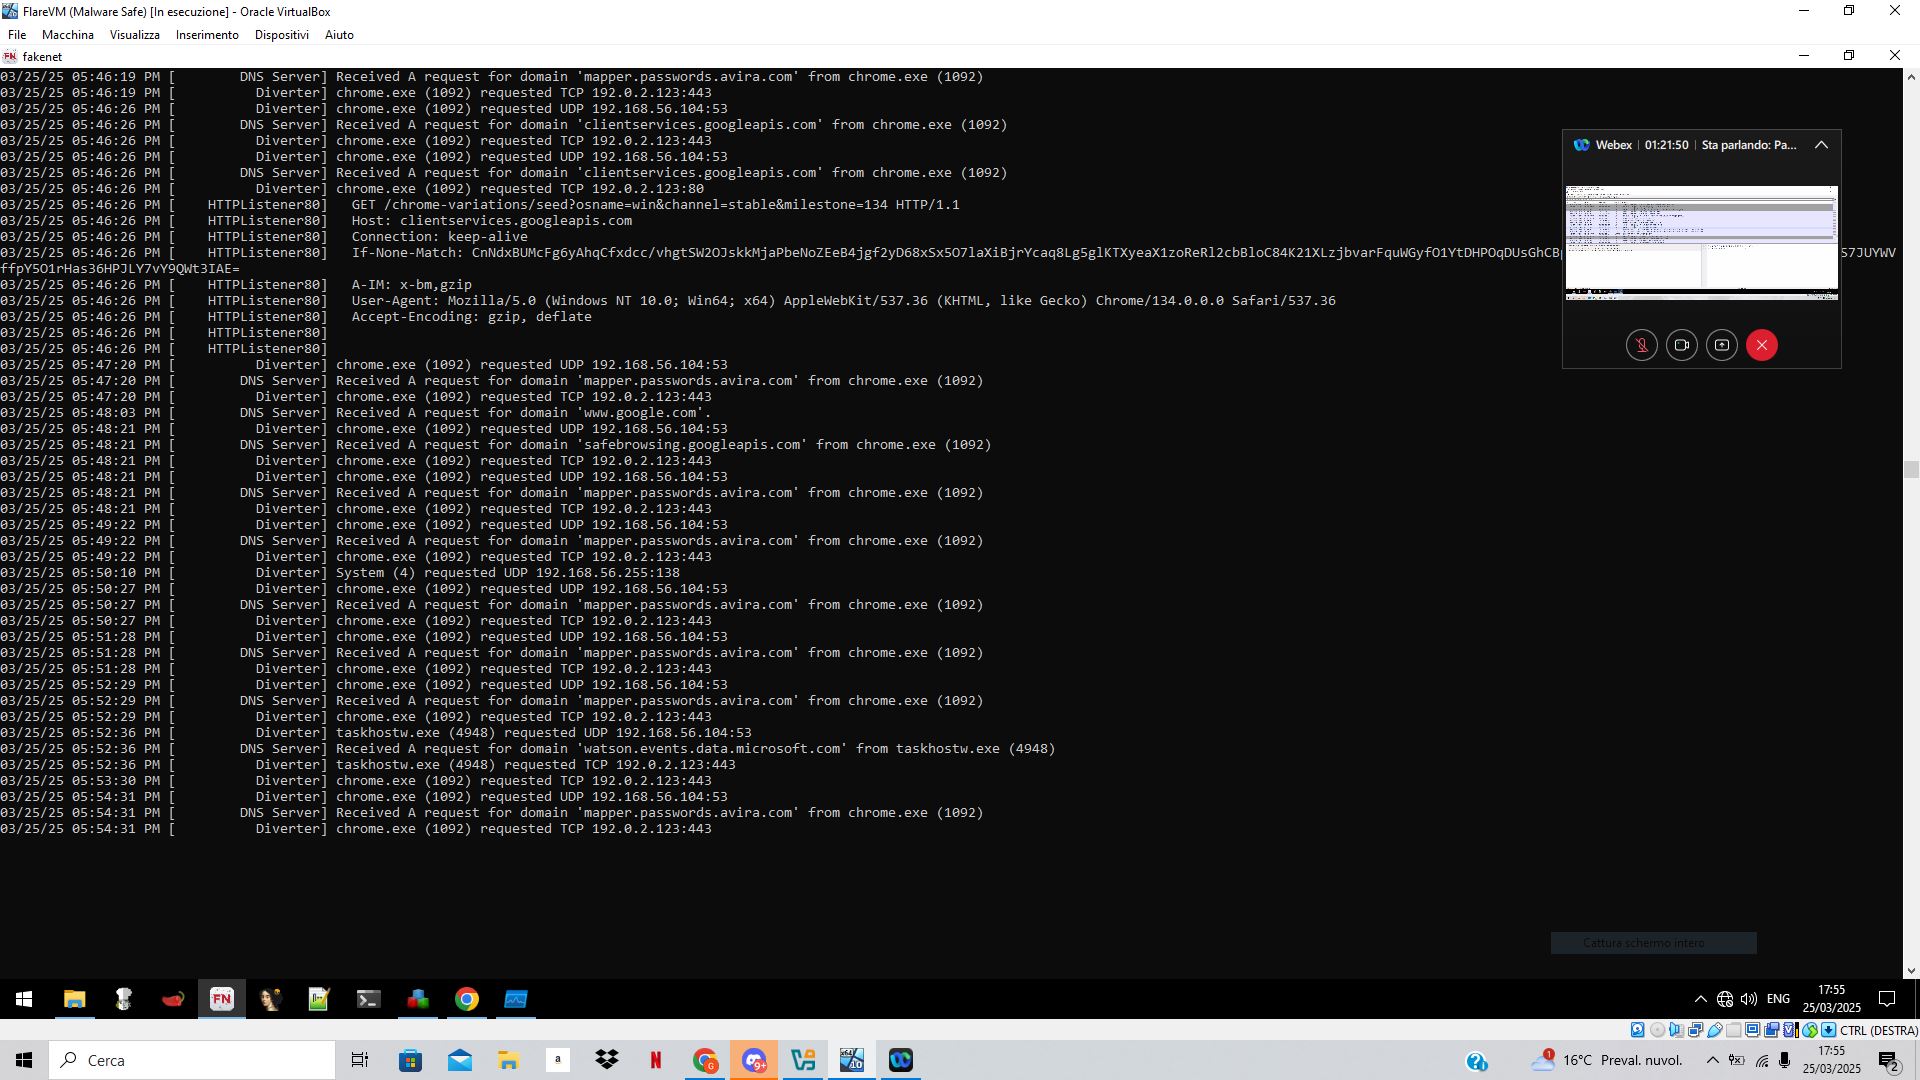 FlareVM (Malware Safe) [In esecuzione] - Oracle VirtualBox
File Macchina Visualizza Inserimento Dispositivi Aiuto
FN fakenet
03/25/25 05:46:19 PM [ DNS Server] Received A request for domain 'mapper.passwords.avira.com' from chrome.exe (1092)
03/25/25 05:46:19 PM [ Diverter] chrome.exe (1092) requested TCP 192.0.2.123:443
03/25/25 05:46:26 PM [ Diverter] chrome.exe (1092) requested UDP 192.168.56.104:53
03/25/25 05:46:26 PM [ DNS Server] Received A request for domain 'clientservices.googleapis.com' from chrome.exe (1092)
03/25/25 05:46:26 PM [ Diverter] chrome.exe (1092) requested TCP 192.0.2.123:443
03/25/25 05:46:26 PM [ Diverter] chrome.exe (1092) requested UDP 192.168.56.104:53
03/25/25 05:46:26 PM [ DNS Server] Received A request for domain 'clientservices.googleapis.com' from chrome.exe (1092)
03/25/25 05:46:26 PM [ Diverter] chrome.exe (1092) requested TCP 192.0.2.123:80
03/25/25 05:46:26 PM [ HTTPListener80] GET /chrome-variations/seed?osname=win&channel=stable&milestone=134 HTTP/1.1
03/25/25 05:46:26 PM [ HTTPListener80] Host: clientservices.googleapis.com
03/25/25 05:46:26 PM [ HTTPListener80] Connection: keep-alive
03/25/25 05:46:26 PM [ HTTPListener80] If-None-Match: CnNdxBUMcFg6yAhqCfxdcc/vhgtSW2OJskkMjaPbeNoZEeB4jgf2yD68xSx5O7laXiBjrYcaq8Lg5glKTXyeaX1zoReRl2cbBloC84K21XLzjbvarFquWGyfO1YtDHPOqDUsGhCB S7JUYWV
ffpY5O1rHas36HPJLY7vY9QWt3IAE=
03/25/25 05:46:26 PM [ HTTPListener80] A-IM: x-bm,gzip
03/25/25 05:46:26 PM [ HTTPListener80] User-Agent: Mozilla/5.0 (Windows NT 10.0; Win64; x64) AppleWebKit/537.36 (KHTML, like Gecko) Chrome/134.0.0.0 Safari/537.36
03/25/25 05:46:26 PM [ HTTPListener80] Accept-Encoding: gzip, deflate
03/25/25 05:46:26 PM [ HTTPListener80]
03/25/25 05:46:26 PM [ HTTPListener80]
03/25/25 05:47:20 PM [ Diverter] chrome.exe (1092) requested UDP 192.168.56.104:53
03/25/25 05:47:20 PM [ DNS Server] Received A request for domain 'mapper.passwords.avira.com' from chrome.exe (1092)
03/25/25 05:47:20 PM [ Diverter] chrome.exe (1092) requested TCP 192.0.2.123:443
03/25/25 05:48:03 PM [ DNS Server] Received A request for domain 'www.google.com'.
03/25/25 05:48:21 PM [ Diverter] chrome.exe (1092) requested UDP 192.168.56.104:53
03/25/25 05:48:21 PM [ DNS Server] Received A request for domain 'safebrowsing.googleapis.com' from chrome.exe (1092)
03/25/25 05:48:21 PM [ Diverter] chrome.exe (1092) requested TCP 192.0.2.123:443
03/25/25 05:48:21 PM [ Diverter] chrome.exe (1092) requested UDP 192.168.56.104:53
03/25/25 05:48:21 PM [ DNS Server] Received A request for domain 'mapper.passwords.avira.com' from chrome.exe (1092)
03/25/25 05:48:21 PM [ Diverter] chrome.exe (1092) requested TCP 192.0.2.123:443
03/25/25 05:49:22 PM [ Diverter] chrome.exe (1092) requested UDP 192.168.56.104:53
03/25/25 05:49:22 PM [ DNS Server] Received A request for domain 'mapper.passwords.avira.com' from chrome.exe (1092)
03/25/25 05:49:22 PM [ Diverter] chrome.exe (1092) requested TCP 192.0.2.123:443
03/25/25 05:50:10 PM [ Diverter] System (4) requested UDP 192.168.56.255:138
03/25/25 05:50:27 PM [ Diverter] chrome.exe (1092) requested UDP 192.168.56.104:53
03/25/25 05:50:27 PM [ DNS Server] Received A request for domain 'mapper.passwords.avira.com' from chrome.exe (1092)
03/25/25 05:50:27 PM [ Diverter] chrome.exe (1092) requested TCP 192.0.2.123:443
03/25/25 05:51:28 PM [ Diverter] chrome.exe (1092) requested UDP 192.168.56.104:53
03/25/25 05:51:28 PM [ DNS Server] Received A request for domain 'mapper.passwords.avira.com' from chrome.exe (1092)
03/25/25 05:51:28 PM [ Diverter] chrome.exe (1092) requested TCP 192.0.2.123:443
03/25/25 05:52:29 PM [ Diverter] chrome.exe (1092) requested UDP 192.168.56.104:53
03/25/25 05:52:29 PM [ DNS Server] Received A request for domain 'mapper.passwords.avira.com' from chrome.exe (1092)
03/25/25 05:52:29 PM [ Diverter] chrome.exe (1092) requested TCP 192.0.2.123:443
03/25/25 05:52:36 PM [ Diverter] taskhostw.exe (4948) requested UDP 192.168.56.104:53
03/25/25 05:52:36 PM [ DNS Server] Received A request for domain 'watson.events.data.microsoft.com' from taskhostw.exe (4948)
03/25/25 05:52:36 PM [ Diverter] taskhostw.exe (4948) requested TCP 192.0.2.123:443
03/25/25 05:53:30 PM [ Diverter] chrome.exe (1092) requested TCP 192.0.2.123:443
03/25/25 05:54:31 PM [ Diverter] chrome.exe (1092) requested UDP 192.168.56.104:53
03/25/25 05:54:31 PM [ DNS Server] Received A request for domain 'mapper.passwords.avira.com' from chrome.exe (1092)
03/25/25 05:54:31 PM [ Diverter] chrome.exe (1092) requested TCP 192.0.2.123:443
Webex | 01:21:50 | Sta parlando: Pa...
Cattura schermo intero
FN
ENG
17:55
25/03/2025
CTRL (DESTRA)
Cerca
a
N
G
9+
x64
10
1
16°C Preval. nuvol.
17:55
25/03/2025
2